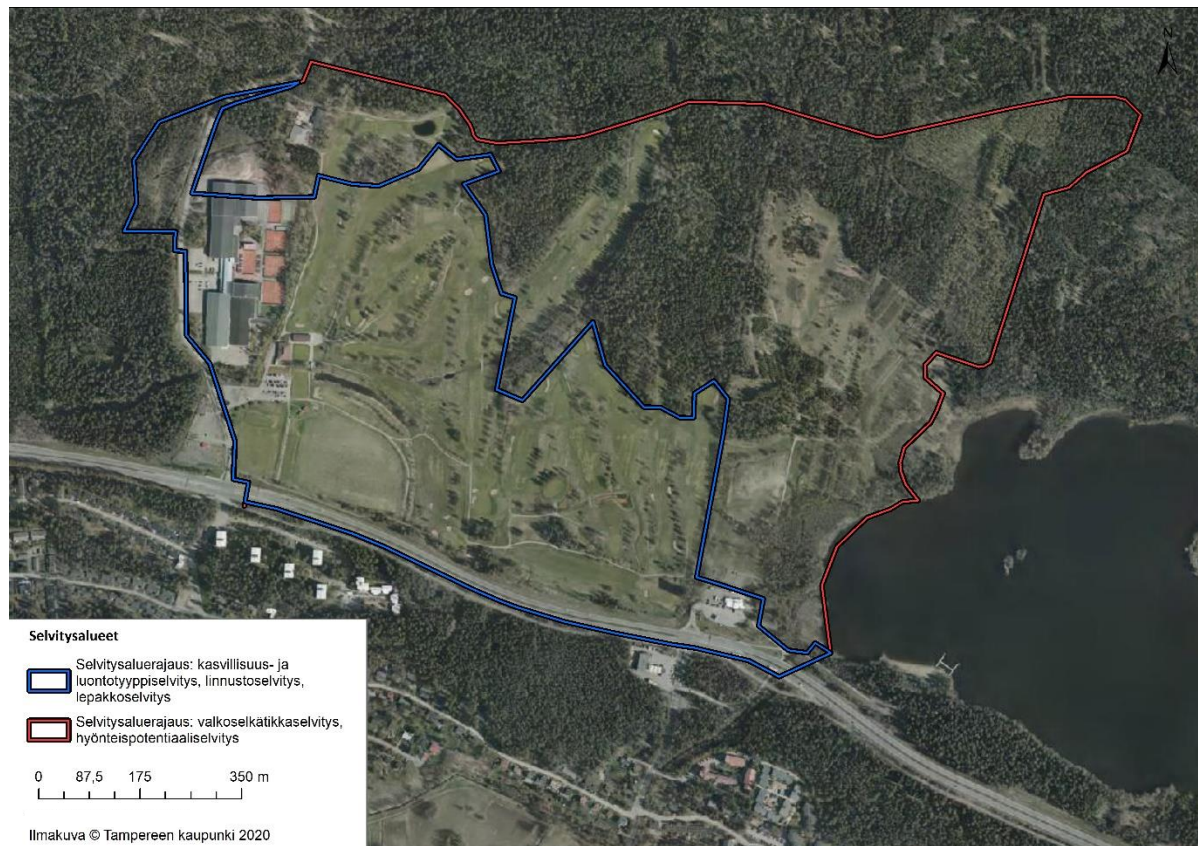 N
Selvitysalueet
Selvitysaluerajaus: kasvillisuus- ja
luontotyyppiselvitys, linnustoselvitys,
lepakkoselvitys
Selvitysaluerajaus: valkoselkätikkaselvitys,
hyönteispotentiaaliselvitys
0 87,5 175 350 m
Ilmakuva © Tampereen kaupunki 2020